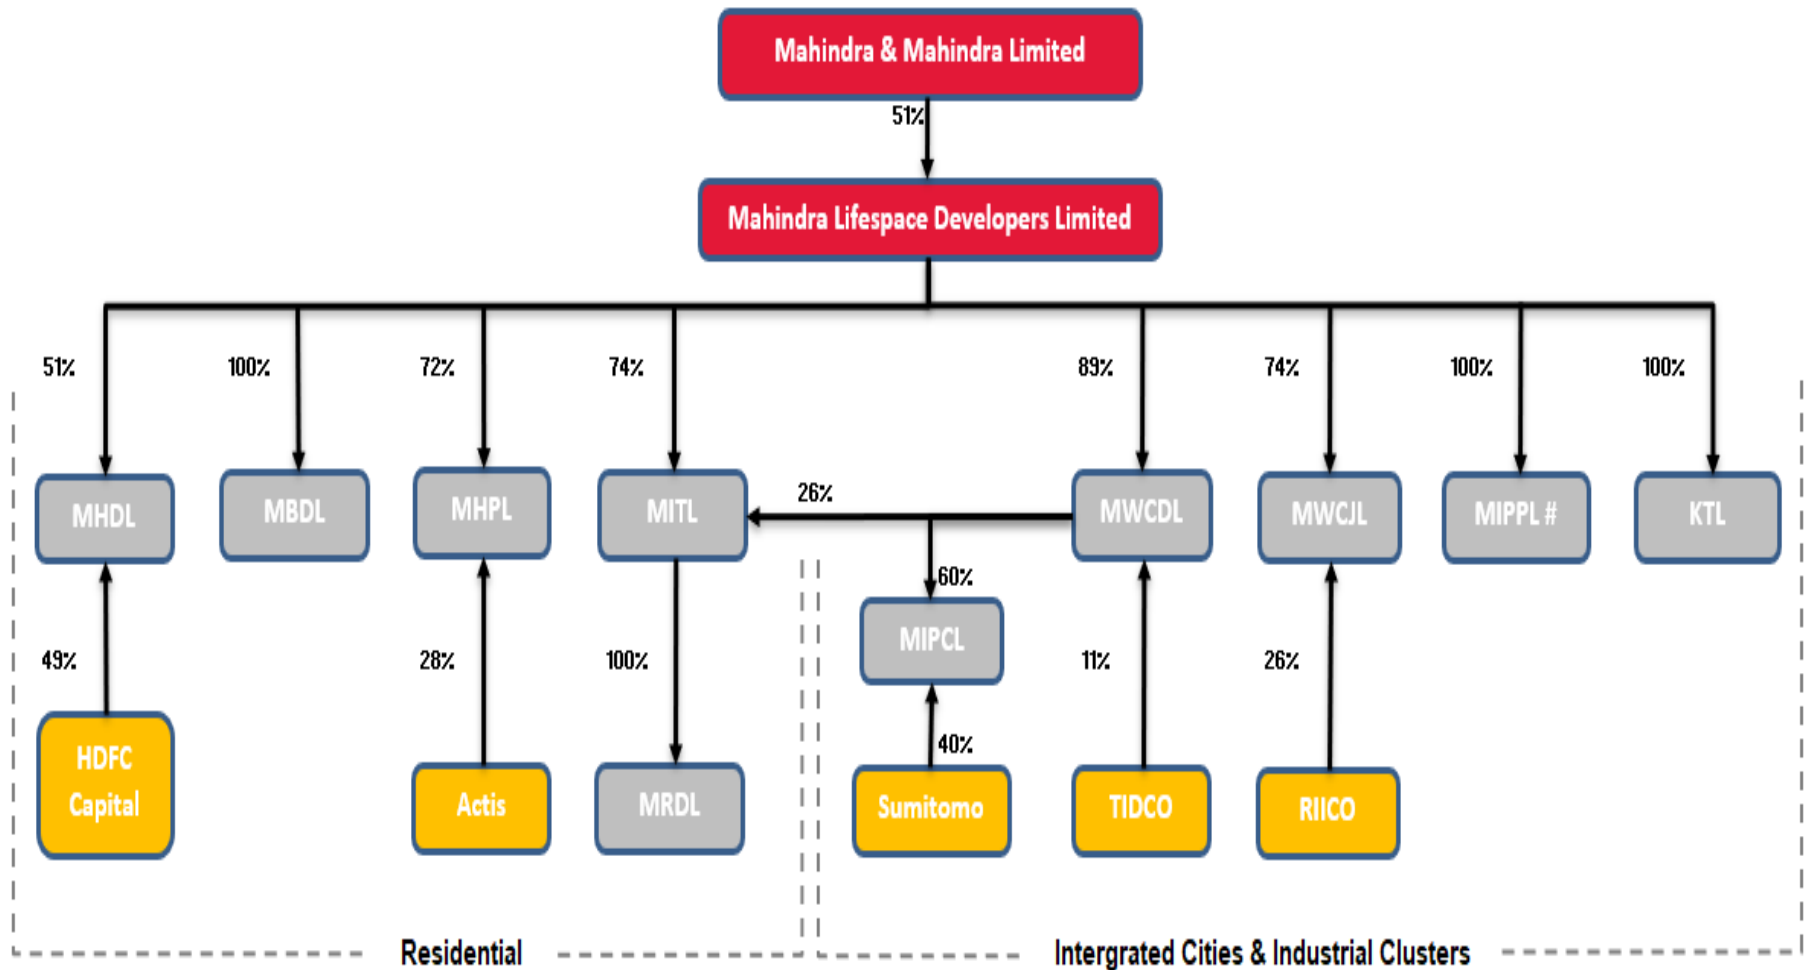 Mahindra & Mahindra Limited
51%
Mahindra Lifespace Developers Limited
51%
100%
72%
74%
89%
74%
100%
100%
MHDL
MBDL
MHPL
MITL
26%
MWCDL
MWCJL
MIPPL #
KTL
60%
MIPCL
49%
28%
100%
11%
26%
40%
HDFC
Capital
Actis
MRDL
Sumitomo
TIDCO
RIICO
Residential
Intergrated Cities & Industrial Clusters